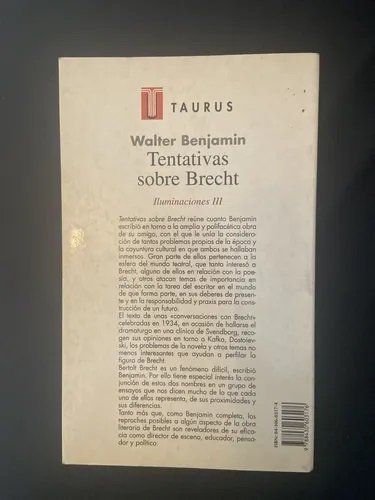 TAURUS
Walter Benjamin
Tentativas
sobre Brecht
Iluminaciones III
Tentativas sobre Brecht reúne cuanto Benjamin
escribió en torno a la amplia y polifacética obra
de su amigo, con el que le unía la considera-
ción de tantos problemas propios de la época y
la coyuntura cultural en que ambos se hallaban
inmersos. Gran parte de ellos pertenecen a la
esfera del mundo teatral, que tanto interesó a
Brecht, alguno de ellos en relación con la poe-
sía, y otros atacan temas de importancia en
relación con la tarea del escritor en el mundo
de que forma parte, en sus deberes de presen-
te y en la responsabilidad y praxis para la cons-
trucción de un futuro.
El texto de unas «conversaciones con Brecht»
celebradas en 1934, en ocasión de hallarse el
dramaturgo en una clínica de Svendborg, reco-
gen sus opiniones en torno a Kafka, Dostoiev-
ski, los problemas de la novela y otros temas no
menos interesantes que ayudan a perfilar la
figura de Brecht.
Bertolt Brecht es un fenómeno difícil, escribió
Benjamin. Por ello tiene especial interés la con-
junción de estos dos nombres en un grupo de
ensayos que nos dicen mucho de lo que cada
uno de ellos representa, de sus proximidades y
sus diferencias.
Tanto más que, como Benjamin completo, los
reproches posibles a algún aspecto de la obra
literaria de Brecht son reveladores de su efica-
cia como director de escena, educador, pensa-
dor y político.